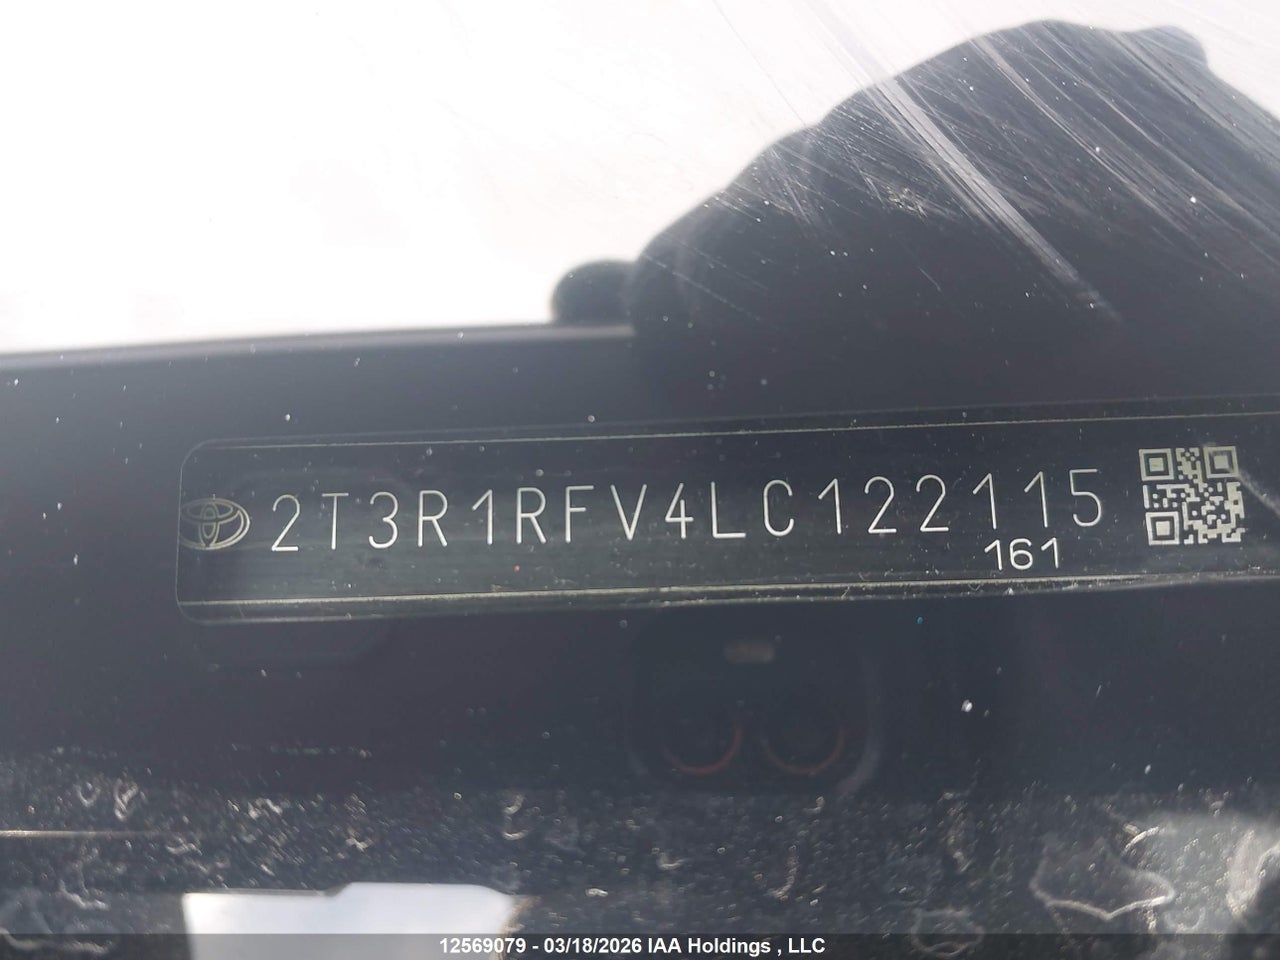 2T3R1RFV4LC122115
161
12569079 - 03/18/2026 IAA Holdings , LLC